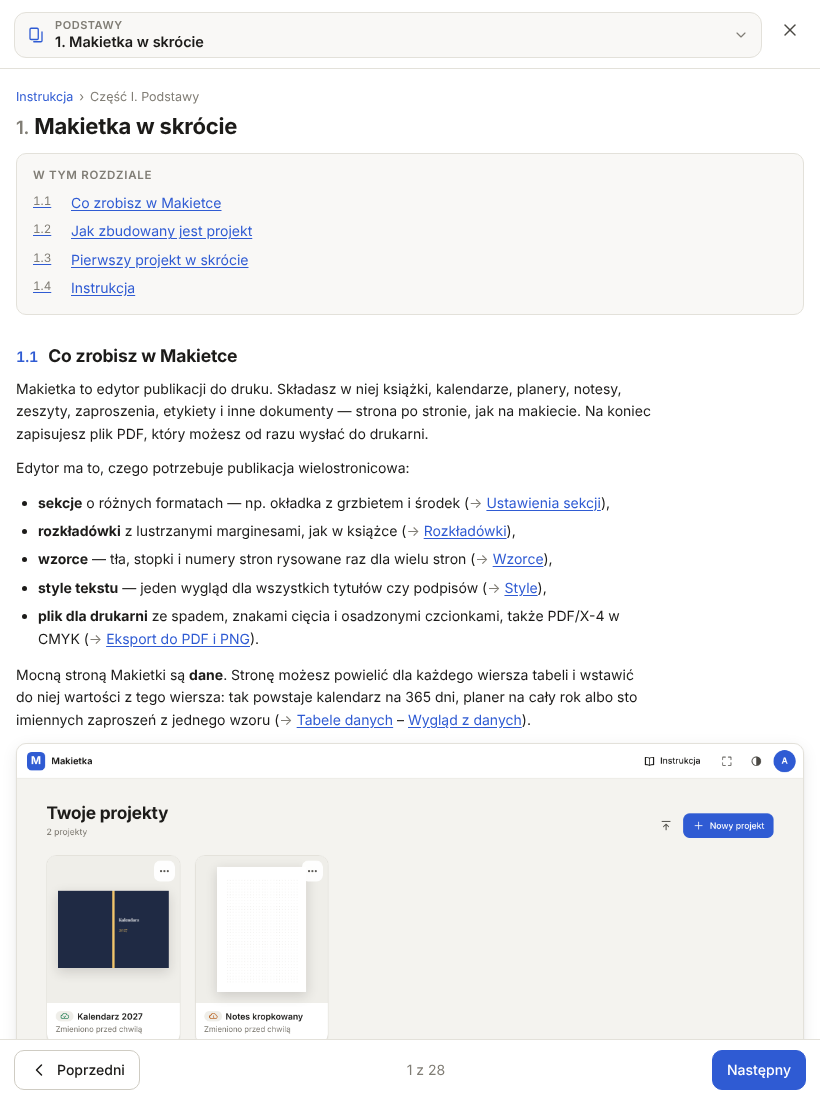 PODSTAWY
1. Makietka w skrócie
Instrukcja › Część I. Podstawy
1. Makietka w skrócie
W TYM ROZDZIALE
1.1 Co zrobisz w Makietce
1.2 Jak zbudowany jest projekt
1.3 Pierwszy projekt w skrócie
1.4 Instrukcja
1.1 Co zrobisz w Makietce
Makietka to edytor publikacji do druku. Składasz w niej książki, kalendarze, planery, notesy,
zeszyty, zaproszenia, etykiety i inne dokumenty — strona po stronie, jak na makiecie. Na koniec
zapisujesz plik PDF, który możesz od razu wysłać do drukarni.
Edytor ma to, czego potrzebuje publikacja wielostronicowa:
• sekcje o różnych formatach — np. okładka z grzbietem i środek (→ Ustawienia sekcji),
• rozkładówki z lustrzanymi marginesami, jak w książce (→ Rozkładówki),
• wzorce — tła, stopki i numery stron rysowane raz dla wielu stron (→ Wzorce),
• style tekstu — jeden wygląd dla wszystkich tytułów czy podpisów (→ Style),
• plik dla drukarni ze spadem, znakami cięcia i osadzonymi czcionkami, także PDF/X-4 w
CMYK (→ Eksport do PDF i PNG).
Mocną stroną Makietki są dane. Stronę możesz powielić dla każdego wiersza tabeli i wstawić
do niej wartości z tego wiersza: tak powstaje kalendarz na 365 dni, planer na cały rok albo sto
imiennych zaproszeń z jednego wzoru (→ Tabele danych – Wygląd z danych).
M Makietka Instrukcja A
Twoje projekty
2 projekty
+ Nowy projekt
Kalendarz
2027
Kalendarz 2027
Zmieniono przed chwilą
Notes kropkowany
Zmieniono przed chwilą
Poprzedni
1 z 28
Następny